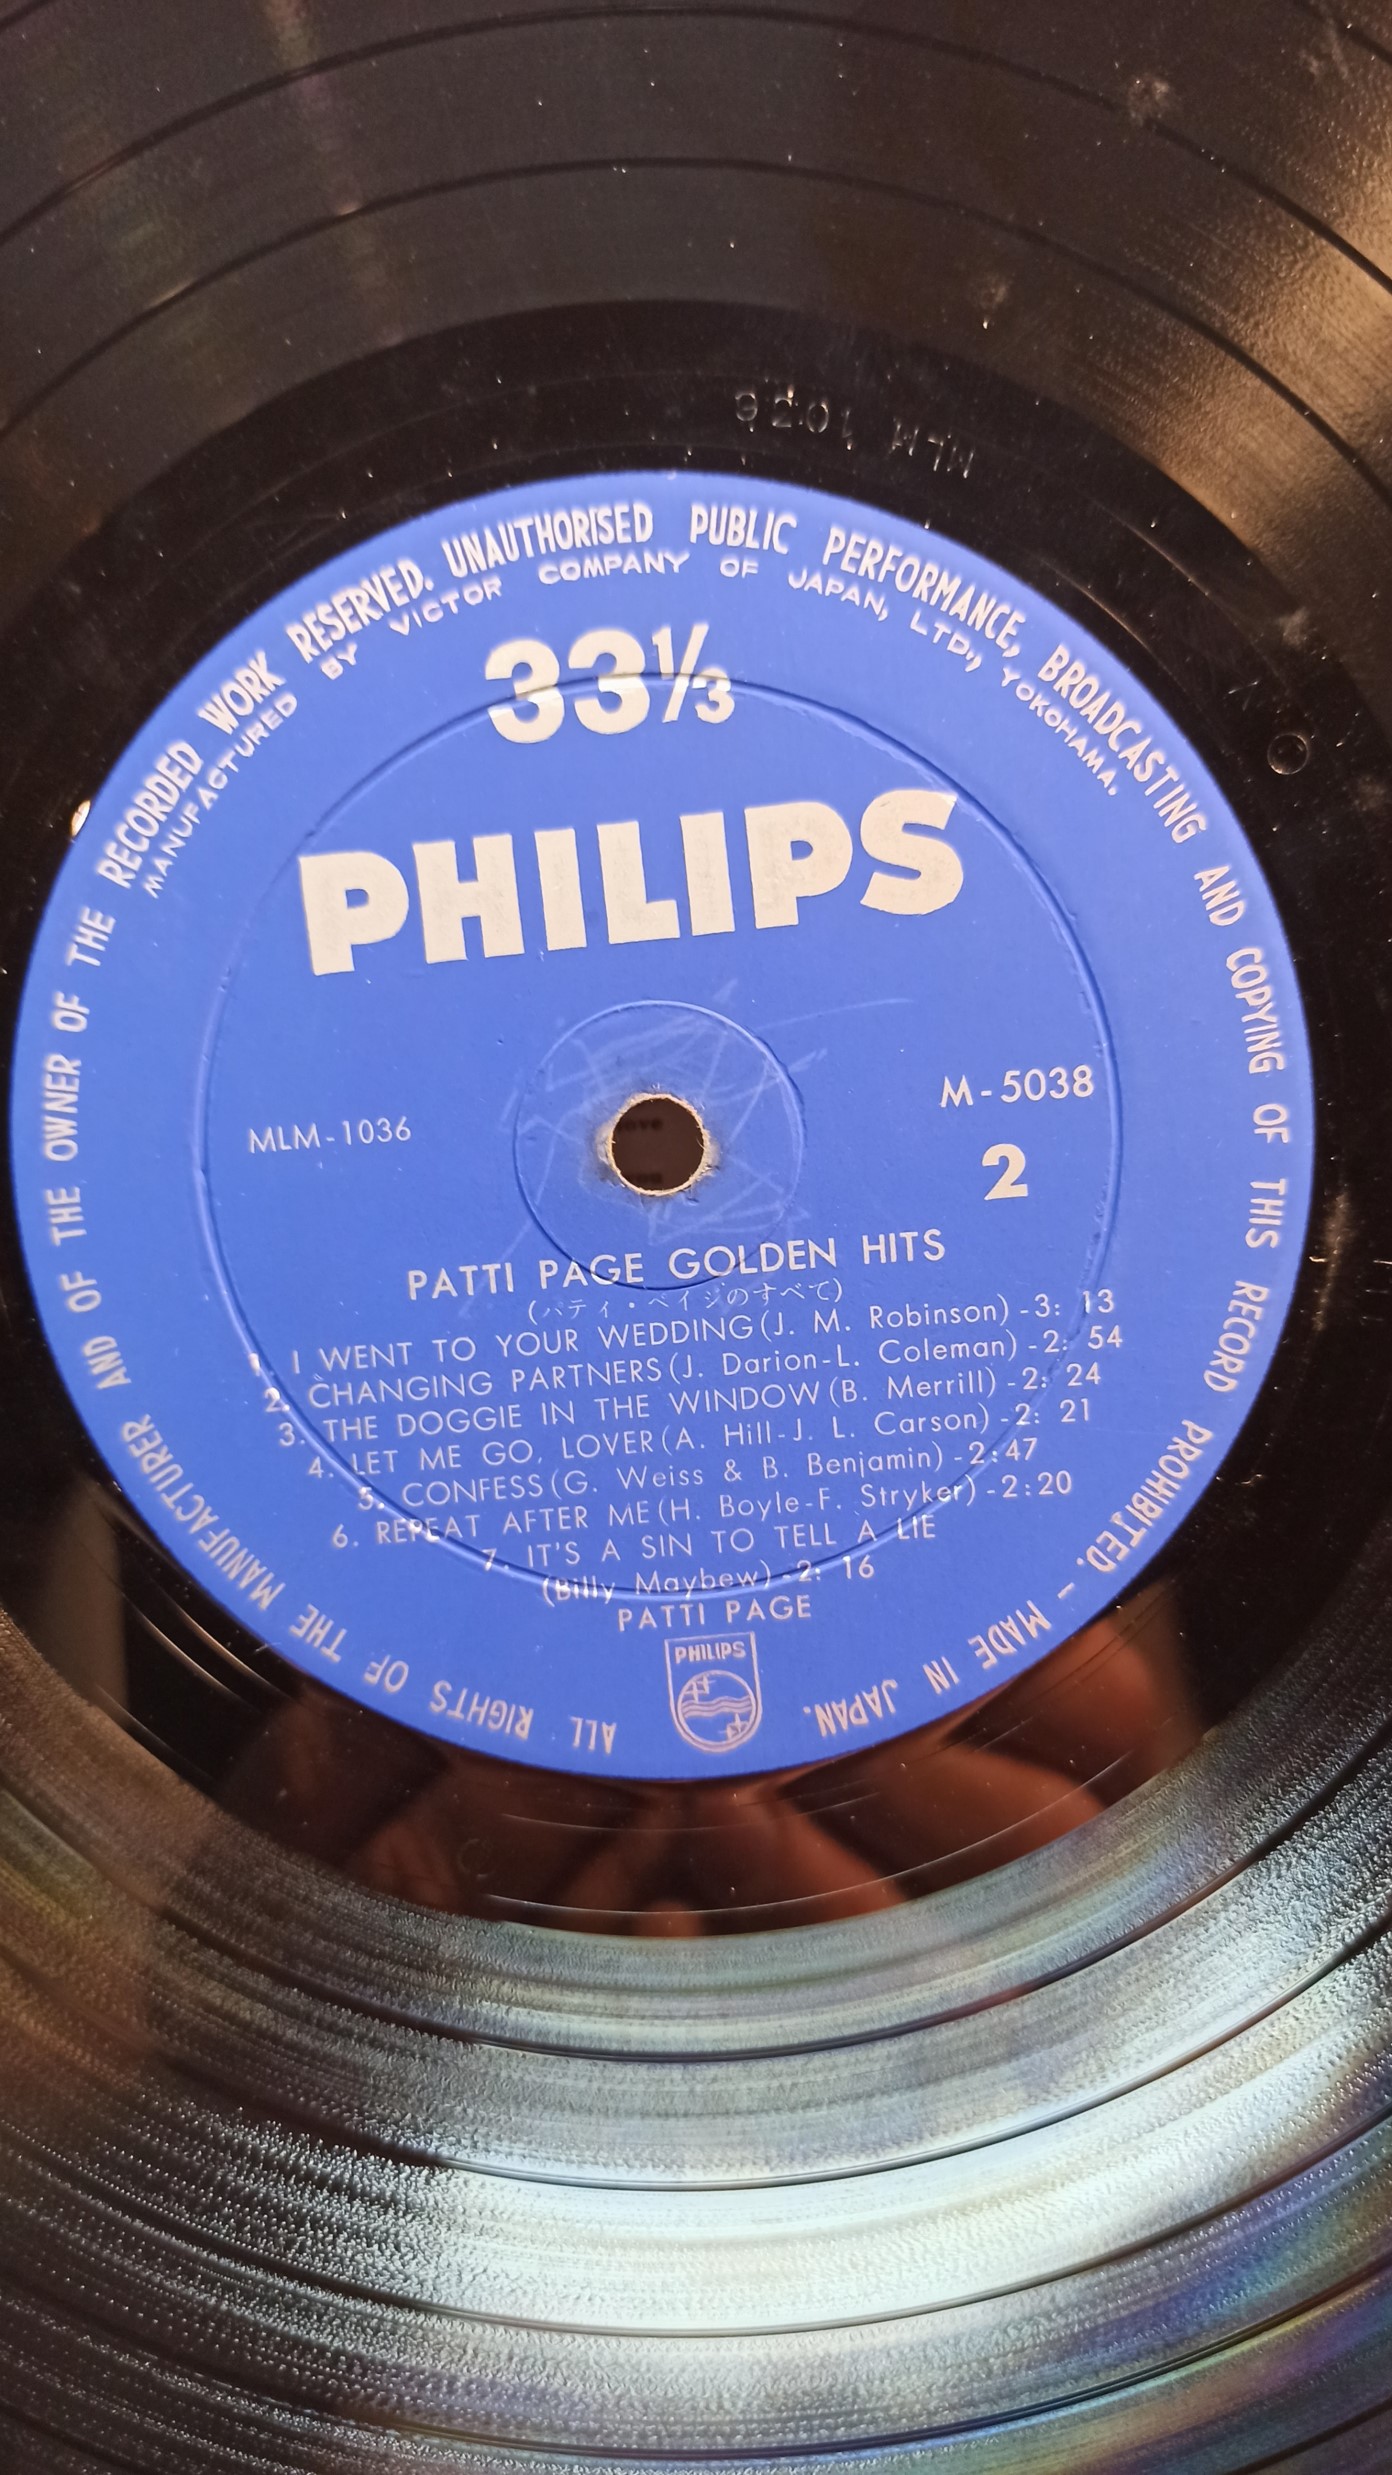 MLM 1036
ALL RIGHTS OF THE MANUFACTURER AND OF THE OWNER OF THE RECORDED WORK RESERVED. UNAUTHORISED PUBLIC PERFORMANCE, BROADCASTING AND COPYING OF THIS RECORD PROHIBITED. - MADE IN JAPAN.
MANUFACTURED BY VICTOR COMPANY OF JAPAN, LTD., YOKOHAMA.
33⅓
PHILIPS
M-5038
MLM-1036
2
PATTI PAGE GOLDEN HITS
(パティ・ペイジのすべて)
1. I WENT TO YOUR WEDDING (J. M. Robinson) -3: 13
2. CHANGING PARTNERS (J. Darion-L. Coleman) -2: 54
3. THE DOGGIE IN THE WINDOW (B. Merrill) -2: 24
4. LET ME GO, LOVER (A. Hill-J. L. Carson) -2: 21
5. CONFESS (G. Weiss & B. Benjamin) -2:47
6. REPEAT AFTER ME (H. Boyle-F. Stryker) -2:20
7. IT'S A SIN TO TELL A LIE
(Billy Maybew) -2: 16
PATTI PAGE
PHILIPS